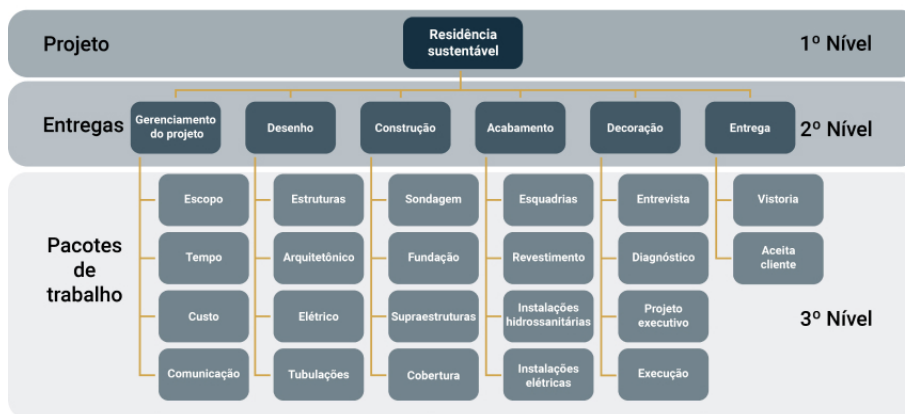 Projeto
Residência
sustentável
1º Nível
Entregas
Gerenciamento
do projeto
Desenho
Construção
Acabamento
Decoração
Entrega
2º Nível
Pacotes
de
trabalho
Escopo
Tempo
Custo
Comunicação
Estruturas
Arquitetônico
Elétrico
Tubulações
Sondagem
Fundação
Supraestruturas
Cobertura
Esquadrias
Revestimento
Instalações
hidrossanitárias
Instalações
elétricas
Entrevista
Diagnóstico
Projeto
executivo
Execução
Vistoria
Aceita
cliente
3º Nível